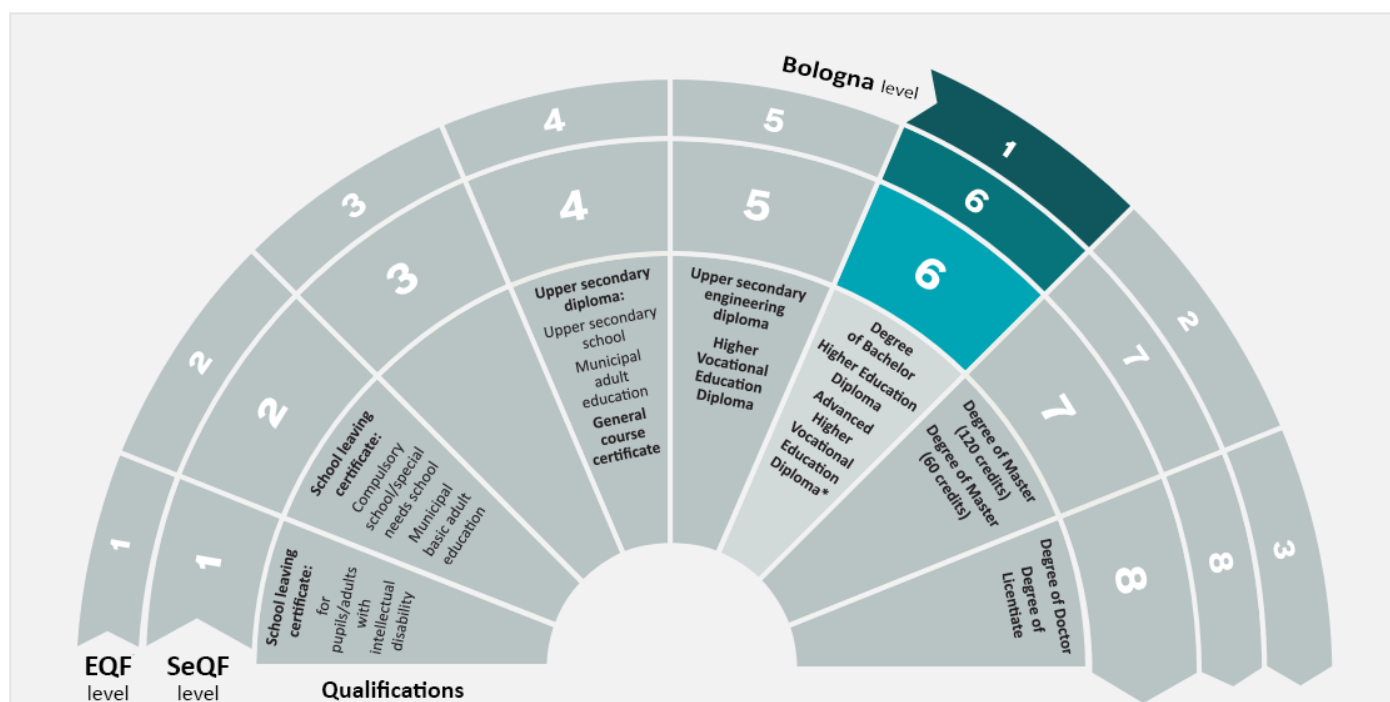 Bologna level
1
2
3
1
2
3
4
5
6
7
8
1
2
3
4
5
6
7
8
School leaving
certificate:
for
pupils/adults
with
intellectual
disability
School leaving
certificate:
Compulsory
school/special
needs school
Municipal
basic adult
education
Upper secondary
diploma:
Upper secondary
school
Municipal
adult
education
General
course
certificate
Upper secondary
engineering
diploma
Higher
Vocational
Education
Diploma
Degree
of Bachelor
Higher Education
Diploma
Advanced
Higher
Vocational
Education
Diploma*
Degree of Master
(120 credits)
Degree of Master
(60 credits)
Degree of Doctor
Degree of
Licentiate
EQF
level
SeQF
level
Qualifications